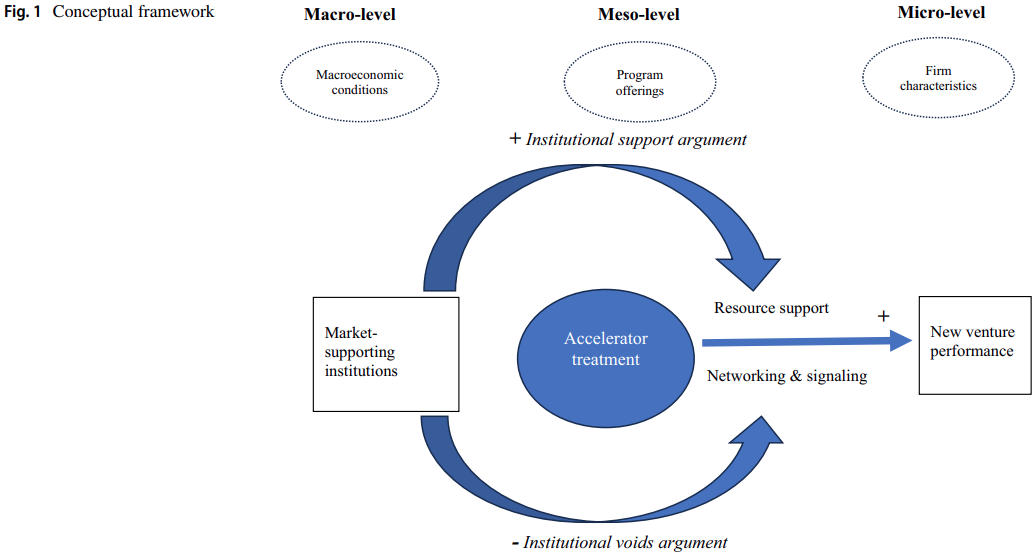 Fig. 1 Conceptual framework
Macro-level
Meso-level
Micro-level
Macroeconomic
conditions
Program
offerings
Firm
characteristics
+ Institutional support argument
Market-
supporting
institutions
Accelerator
treatment
Resource support
+
Networking & signaling
New venture
performance
- Institutional voids argument